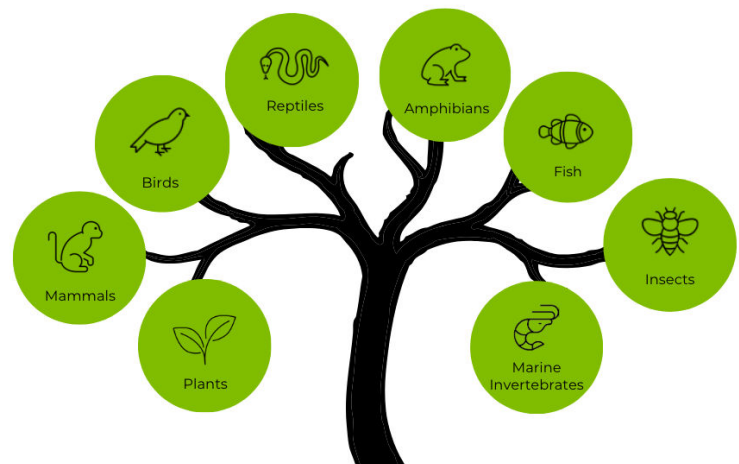 Reptiles
Amphibians
Birds
Fish
Mammals
Insects
Plants
Marine
Invertebrates